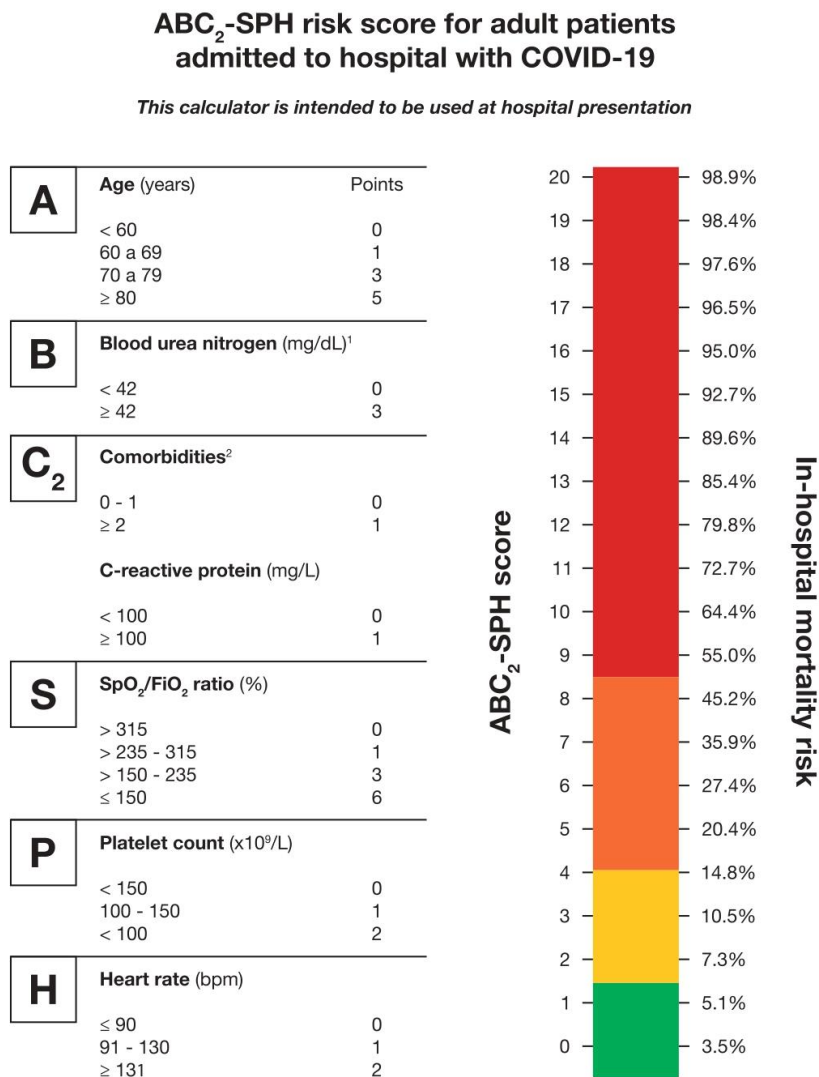 ABC₂-SPH risk score for adult patients
admitted to hospital with COVID-19
This calculator is intended to be used at hospital presentation
A
Age (years) Points
< 60 0
60 a 69 1
70 a 79 3
≥ 80 5
B
Blood urea nitrogen (mg/dL)¹
< 42 0
≥ 42 3
C₂
Comorbidities²
0 - 1 0
≥ 2 1
C-reactive protein (mg/L)
< 100 0
≥ 100 1
S
SpO₂/FiO₂ ratio (%)
> 315 0
> 235 - 315 1
> 150 - 235 3
≤ 150 6
P
Platelet count (x10⁹/L)
< 150 0
100 - 150 1
< 100 2
H
Heart rate (bpm)
≤ 90 0
91 - 130 1
≥ 131 2
ABC₂-SPH score
20 98.9%
19 98.4%
18 97.6%
17 96.5%
16 95.0%
15 92.7%
14 89.6%
13 85.4%
12 79.8%
11 72.7%
10 64.4%
9 55.0%
8 45.2%
7 35.9%
6 27.4%
5 20.4%
4 14.8%
3 10.5%
2 7.3%
1 5.1%
0 3.5%
In-hospital mortality risk